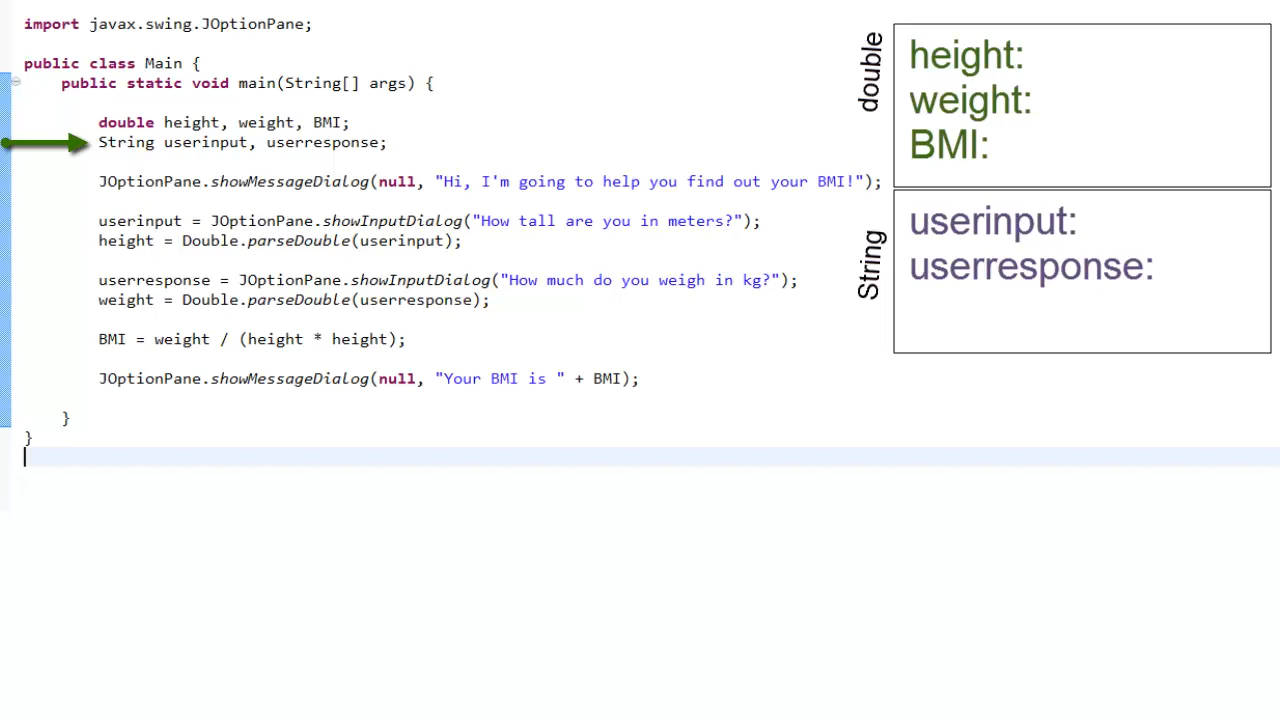 import javax.swing.JOptionPane;
public class Main {
public static void main(String[] args) {
double height, weight, BMI;
String userinput, userresponse;
JOptionPane.showMessageDialog(null, "Hi, I'm going to help you find out your BMI!");
userinput = JOptionPane.showInputDialog("How tall are you in meters?");
height = Double.parseDouble(userinput);
userresponse = JOptionPane.showInputDialog("How much do you weigh in kg?");
weight = Double.parseDouble(userresponse);
BMI = weight / (height * height);
JOptionPane.showMessageDialog(null, "Your BMI is " + BMI);
}
}
double
height:
weight:
BMI:
String
userinput:
userresponse: